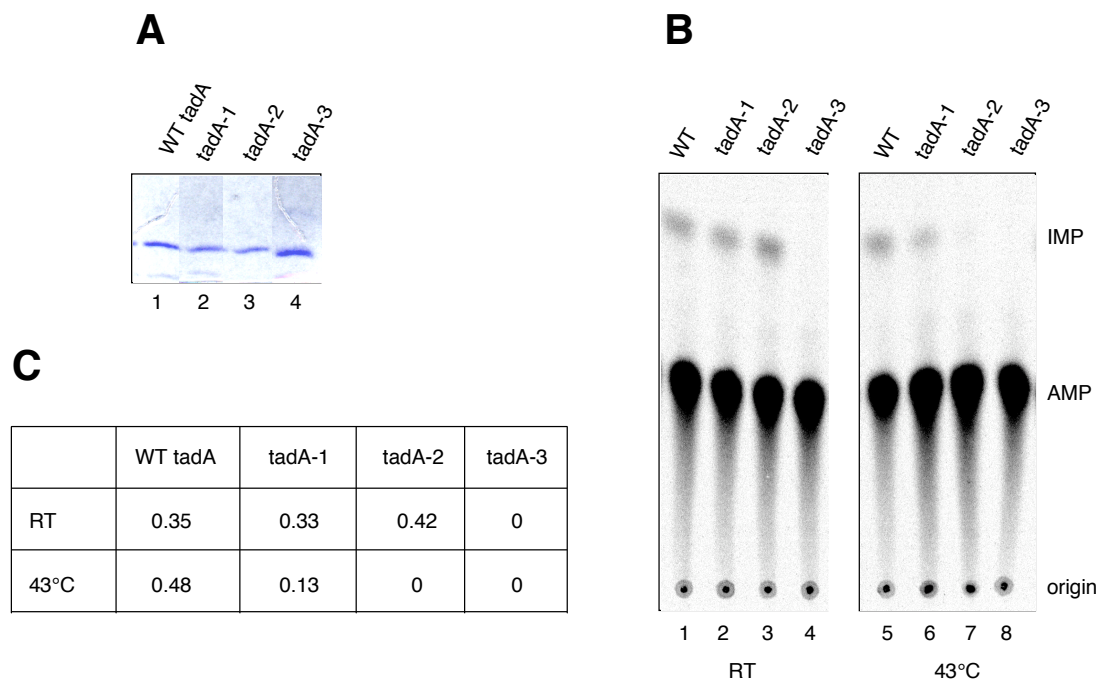 A
WT tadA tadA-1 tadA-2 tadA-3
1 2 3 4
B
WT tadA-1 tadA-2 tadA-3 WT tadA-1 tadA-2 tadA-3
IMP
AMP
origin
1 2 3 4 5 6 7 8
RT 43°C
C
WT tadA tadA-1 tadA-2 tadA-3
RT 0.35 0.33 0.42 0
43°C 0.48 0.13 0 0